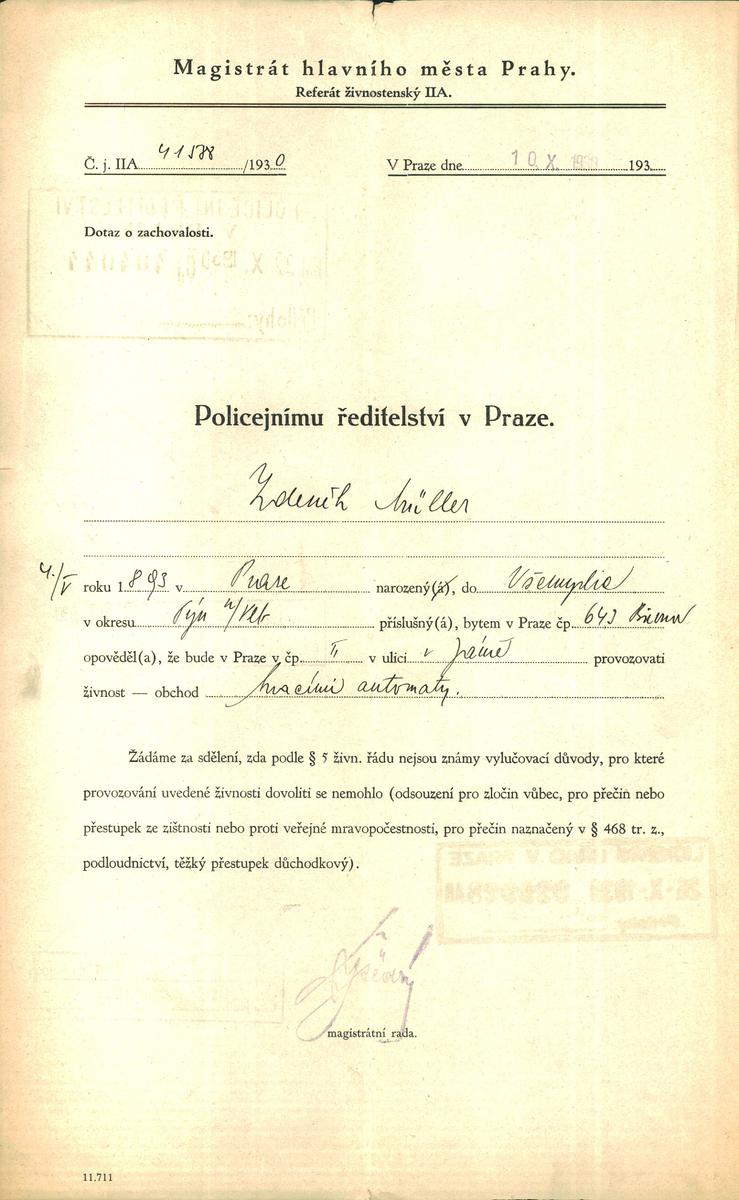 Magistrát hlavního města Prahy.
Referát živnostenský IIA.
Č. j. IIA 41578 /1930 V Praze dne 10. X. 1930 193
Dotaz o zachovalosti.
Policejnímu ředitelství v Praze.
Zdeněk Müller
4./V roku 1893 v Praze narozený(á), do Všemyslic
v okresu Týn n/Vlt příslušný(á), bytem v Praze čp. 643
opověděl(a), že bude v Praze v čp. II v ulici v Jámě provozovati
živnost — obchod hracími automaty.
Žádáme za sdělení, zda podle § 5 živn. řádu nejsou známy vylučovací důvody, pro které
provozování uvedené živnosti dovoliti se nemohlo (odsouzení pro zločin vůbec, pro přečin nebo
přestupek ze zištnosti nebo proti veřejné mravopočestnosti, pro přečin naznačený v § 468 tr. z.,
podloudnictví, těžký přestupek důchodkový).
magistrátní rada.
11.711